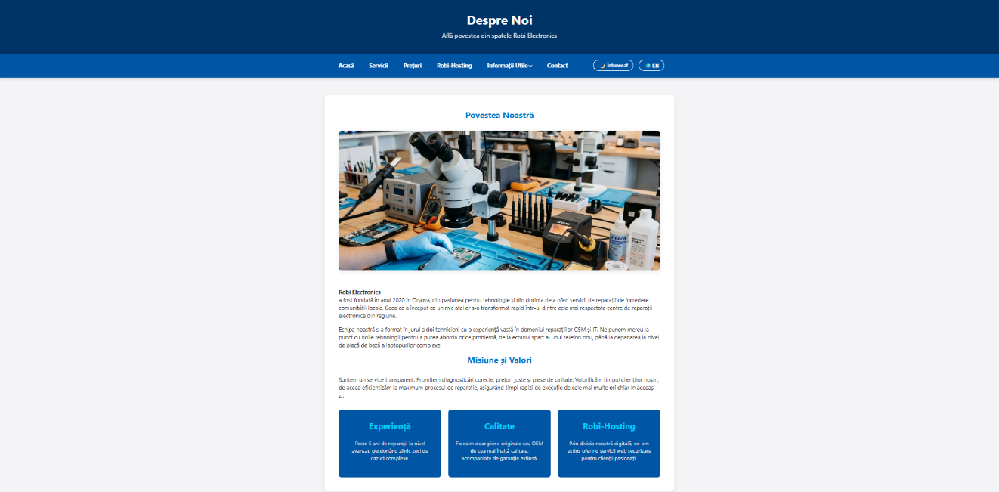 Despre Noi
Află povestea din spatele Robi Electronics
Acasă Servicii Prețuri Robi-Hosting Informații Utile Contact Întunecat EN
Povestea Noastră
Robi Electronics
a fost fondată în anul 2020 în Orșova, din pasiunea pentru tehnologie și din dorința de a oferi servicii de reparații de încredere
comunității locale. Ceea ce a început ca un mic atelier s-a transformat rapid într-ul dintre cele mai respectate centre de reparații
electronice din regiune.
Echipa noastră s-a format în jurul a doi tehnicieni cu o experiență vastă în domeniul reparațiilor GSM și IT. Ne punem mereu la
punct cu noile tehnologii pentru a putea aborda orice problemă, de la ecranul spart al unui telefon nou, până la depanarea la nivel
de placă de bază a laptopurilor complexe.
Misiune și Valori
Suntem un service transparent. Promitem diagnosticări corecte, prețuri juste și piese de calitate. Valorificăm timpul clienților noștri,
de aceea eficientizăm la maximum procesul de reparație, asigurând timpi rapizi de execuție de cele mai multe ori chiar în aceeași
zi.
Experiență
Peste 5 ani de reparații la nivel
avansat, gestionând zilnic zeci de
cazuri complexe.
Calitate
Folosim doar piese originale sau OEM
de cea mai înaltă calitate,
acompaniate de garanție extinsă.
Robi-Hosting
Prin divizia noastră digitală, ne-am
extins oferind servicii web securizate
pentru clienții pasionați.